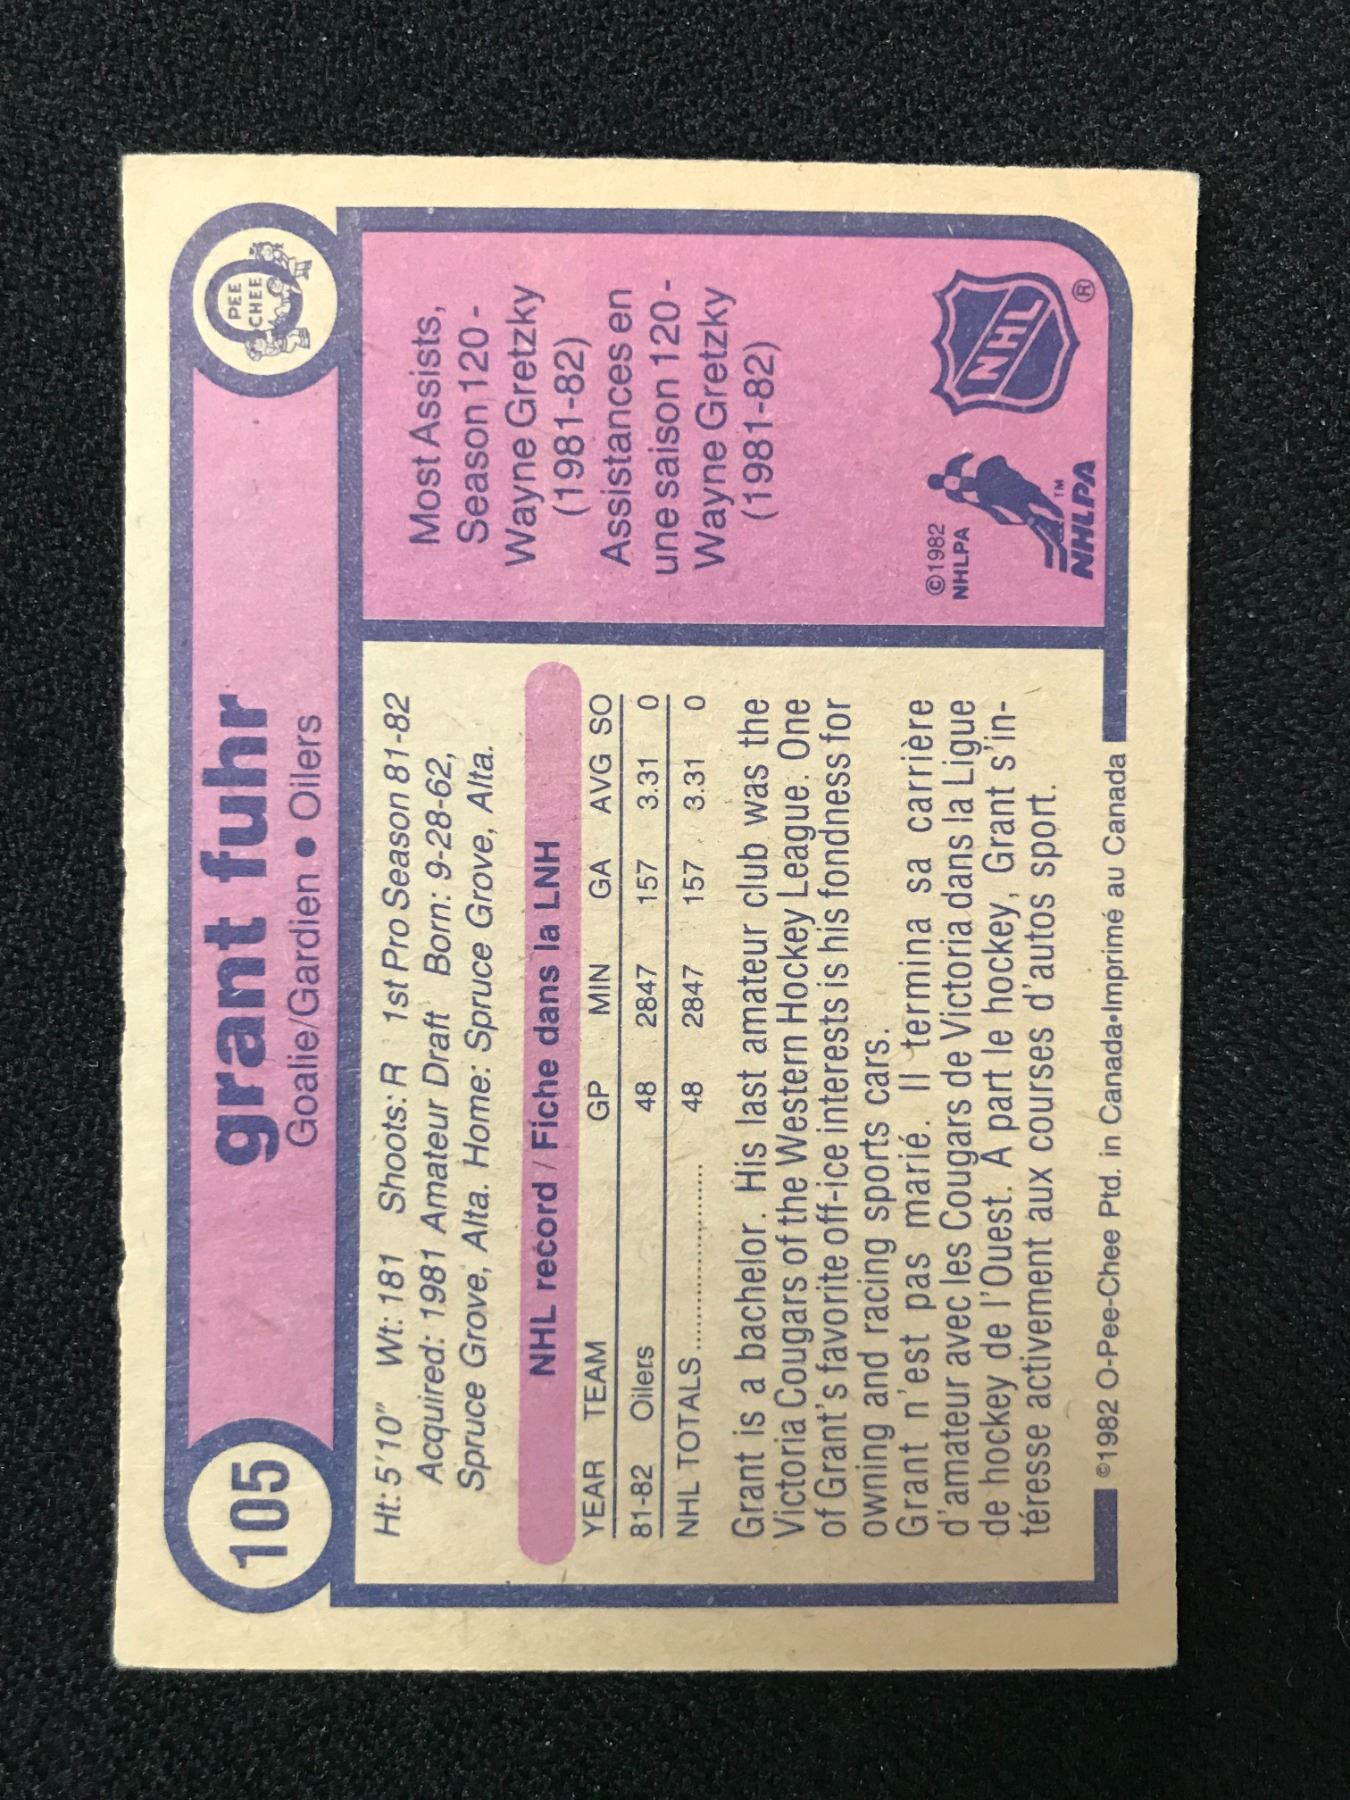 105
grant fuhr
Goalie/Gardien • Oilers
O
PEE
CHEE
Ht: 5'10" Wt: 181 Shoots: R 1st Pro Season 81-82
Acquired: 1981 Amateur Draft Born: 9-28-62,
Spruce Grove, Alta. Home: Spruce Grove, Alta.
NHL record / Fiche dans la LNH
YEAR TEAM GP MIN GA AVG SO
81-82 Oilers 48 2847 157 3.31 0
NHL TOTALS................ 48 2847 157 3.31 0
Grant is a bachelor. His last amateur club was the
Victoria Cougars of the Western Hockey League. One
of Grant's favorite off-ice interests is his fondness for
owning and racing sports cars.
Grant n'est pas marié. Il termina sa carrière
d'amateur avec les Cougars de Victoria dans la Ligue
de hockey de l'Ouest. À part le hockey, Grant s'in-
téresse activement aux courses d'autos sport.
©1982 O-Pee-Chee Ptd. in Canada•Imprimé au Canada
Most Assists,
Season 120 -
Wayne Gretzky
(1981-82)
Assistances en
une saison 120 -
Wayne Gretzky
(1981-82)
©1982
NHLPA
TM
NHLPA
NHL
®